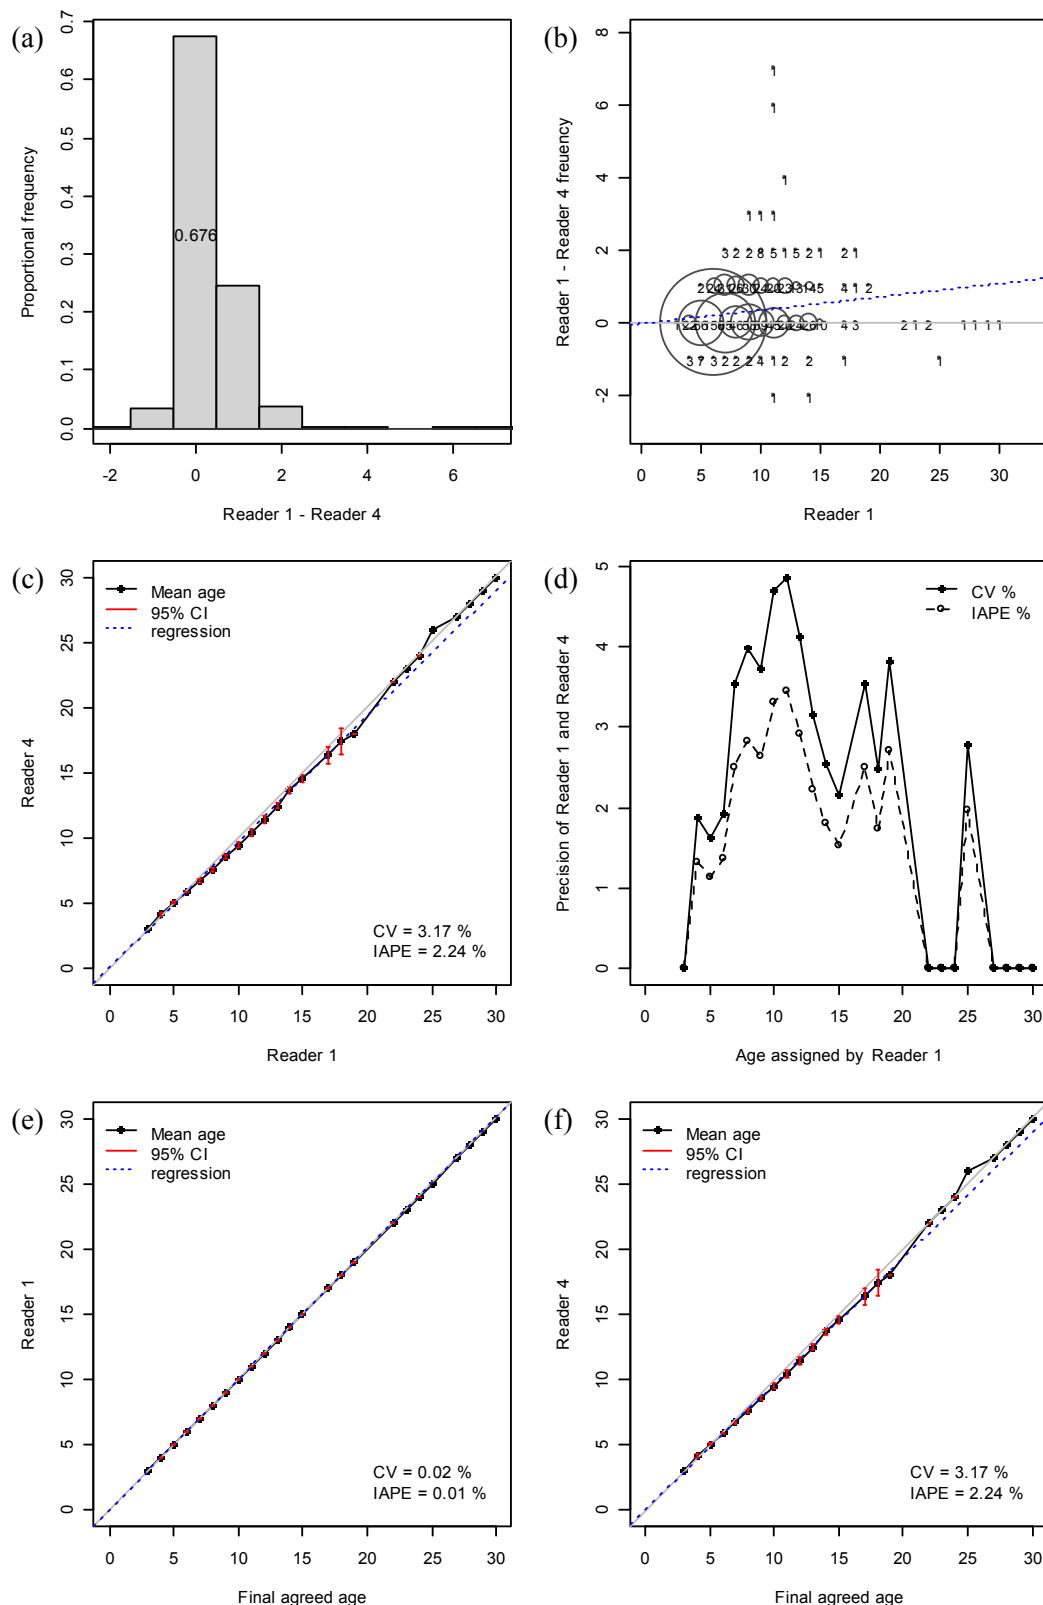 (a)
0.7
0.6
0.5
0.4
0.3
0.2
0.1
0.0
Proportional frequency
0.676
-2 0 2 4 6
Reader 1 - Reader 4
(b)
8
6
4
2
0
-2
Reader 1 - Reader 4 freuency
1
1
1
1 1 1
3 2 2 8 5 1 5 2 1 2 1
4 1 2
3 2 1 2 1 1 1 1
4 7 3 2 2 2 4 1 2 2 1 1
1 1
0 5 10 15 20 25 30
Reader 1
(c)
30
25
20
15
10
5
0
Reader 4
Mean age
95% CI
regression
CV = 3.17 %
IAPE = 2.24 %
0 5 10 15 20 25 30
Reader 1
(d)
5
4
3
2
1
0
Precision of Reader 1 and Reader 4
CV %
IAPE %
0 5 10 15 20 25 30
Age assigned by Reader 1
(e)
30
25
20
15
10
5
0
Reader 1
Mean age
95% CI
regression
CV = 0.02 %
IAPE = 0.01 %
0 5 10 15 20 25 30
Final agreed age
(f)
30
25
20
15
10
5
0
Reader 4
Mean age
95% CI
regression
CV = 3.17 %
IAPE = 2.24 %
0 5 10 15 20 25 30
Final agreed age